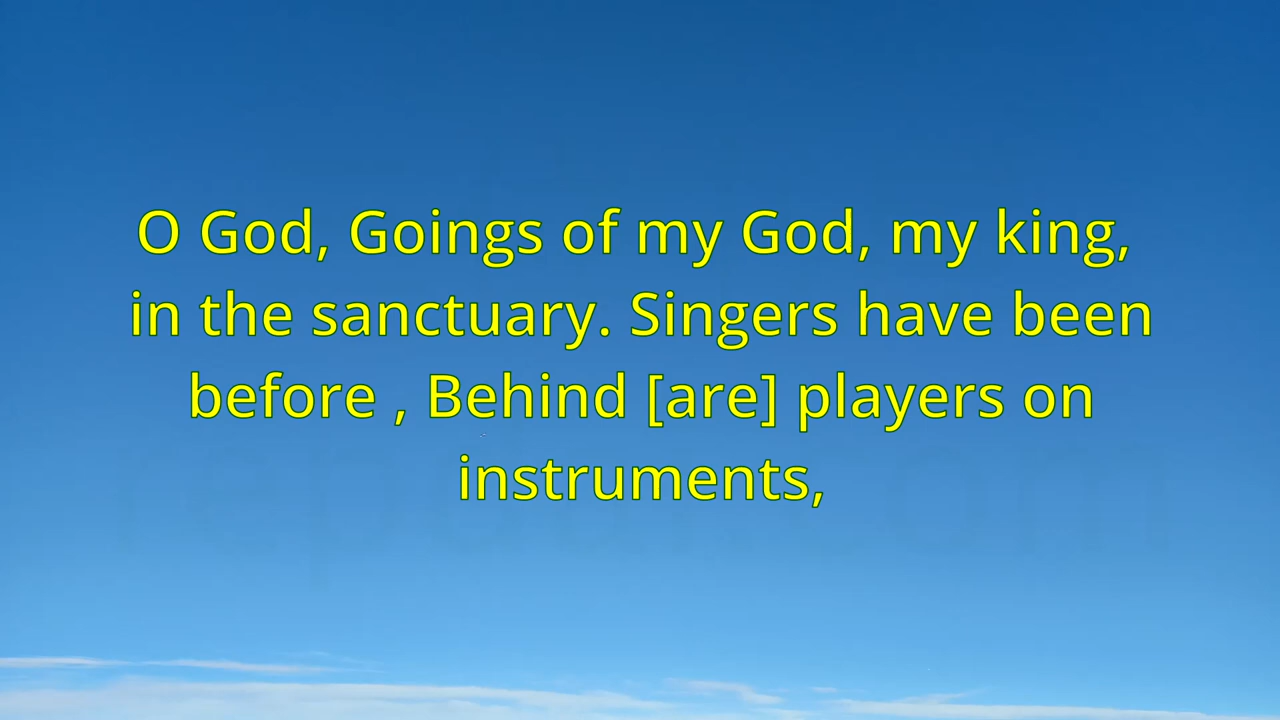 O God, Goings of my God, my king,
in the sanctuary. Singers have been
before , Behind [are] players on
instruments,